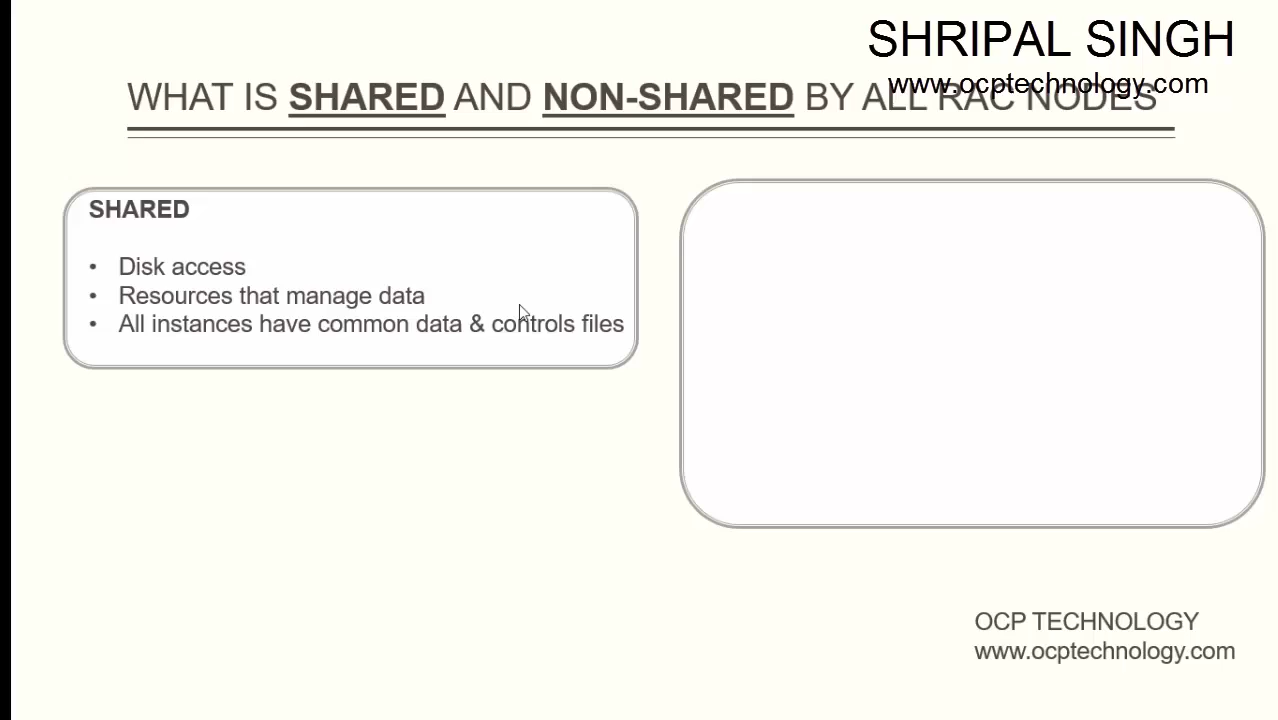 SHRIPAL SINGH
www.ocptechnology.com
WHAT IS SHARED AND NON-SHARED BY ALL RAC NODES
SHARED
• Disk access
• Resources that manage data
• All instances have common data & controls files
OCP TECHNOLOGY
www.ocptechnology.com